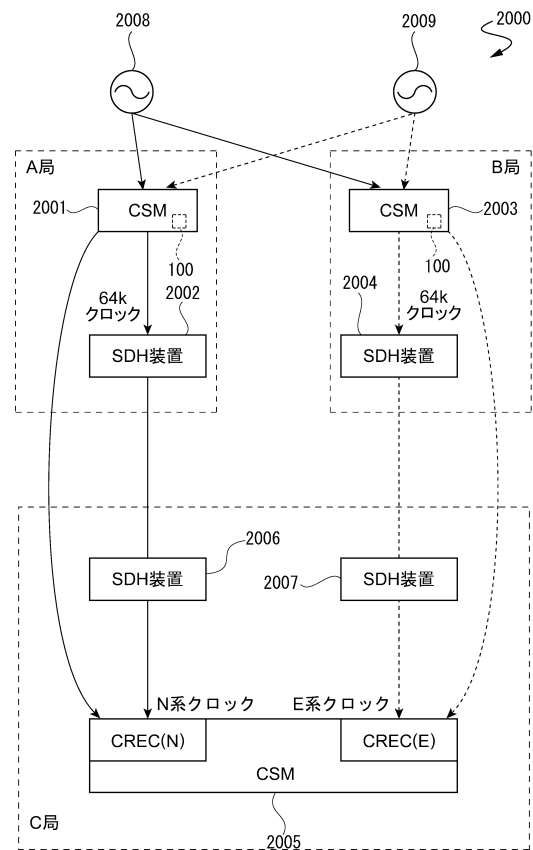 2008
2009
2000
A局
B局
2001
CSM
CSM
2003
100
100
2002
2004
64k
クロック
64k
クロック
SDH装置
SDH装置
2006
SDH装置
2007
SDH装置
N系クロック
E系クロック
CREC(N)
CREC(E)
CSM
C局
2005